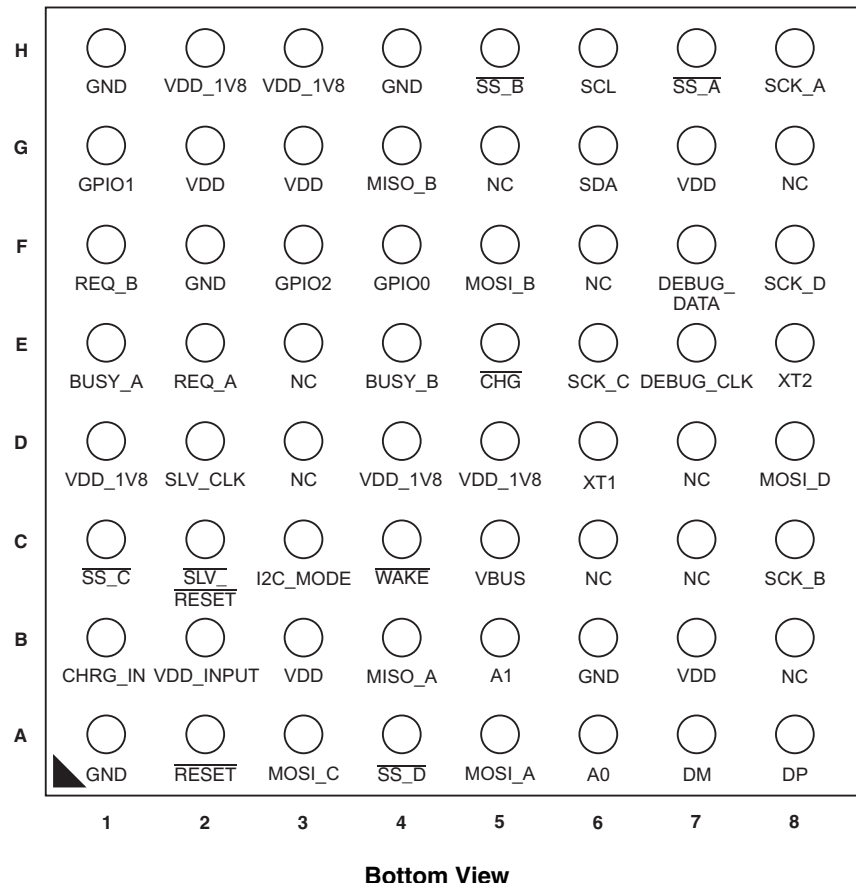 H
GND VDD_1V8 VDD_1V8 GND SS_B SCL SS_A SCK_A
G
GPIO1 VDD VDD MISO_B NC SDA VDD NC
F
REQ_B GND GPIO2 GPIO0 MOSI_B NC DEBUG_ SCK_D
DATA
E
BUSY_A REQ_A NC BUSY_B CHG SCK_C DEBUG_CLK XT2
D
VDD_1V8 SLV_CLK NC VDD_1V8 VDD_1V8 XT1 NC MOSI_D
C
SS_C SLV_ I2C_MODE WAKE VBUS NC NC SCK_B
RESET
B
CHRG_IN VDD_INPUT VDD MISO_A A1 GND VDD NC
A
GND RESET MOSI_C SS_D MOSI_A A0 DM DP
1 2 3 4 5 6 7 8
Bottom View